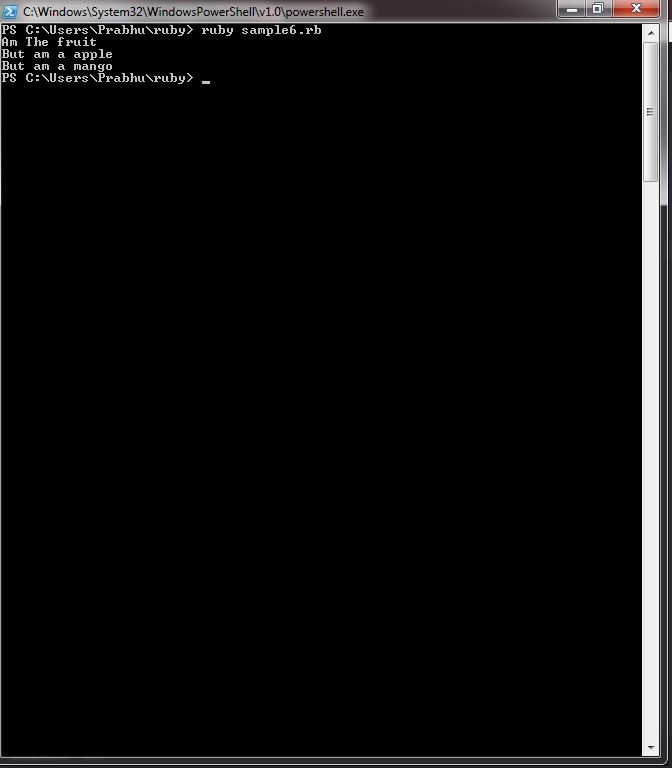 C:\Windows\System32\WindowsPowerShell\v1.0\powershell.exe
PS C:\Users\Prabhu\ruby> ruby sample6.rb
Am The fruit
But am a apple
But am a mango
PS C:\Users\Prabhu\ruby> _